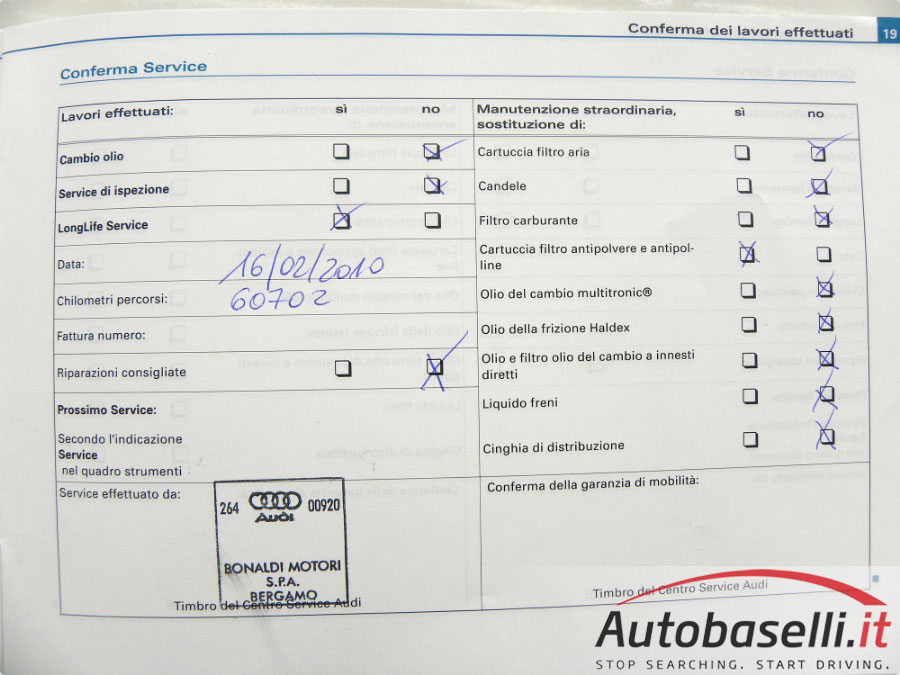 Conferma dei lavori effettuati 19
Conferma Service
Lavori effettuati: sì no
Cambio olio
Service di ispezione
LongLife Service
Data: 16/02/2010
Chilometri percorsi: 60702
Fattura numero:
Riparazioni consigliate
Prossimo Service:
Secondo l'indicazione
Service
nel quadro strumenti
Service effettuato da:
264 00920
Audi
BONALDI MOTORI
S.P.A.
BERGAMO
Timbro del Centro Service Audi
Manutenzione straordinaria, sì no
sostituzione di:
Cartuccia filtro aria
Candele
Filtro carburante
Cartuccia filtro antipolvere e antipol-
line
Olio del cambio multitronic®
Olio della frizione Haldex
Olio e filtro olio del cambio a innesti
diretti
Liquido freni
Cinghia di distribuzione
Conferma della garanzia di mobilità:
Timbro del Centro Service Audi
Autobaselli.it
STOP SEARCHING. START DRIVING.